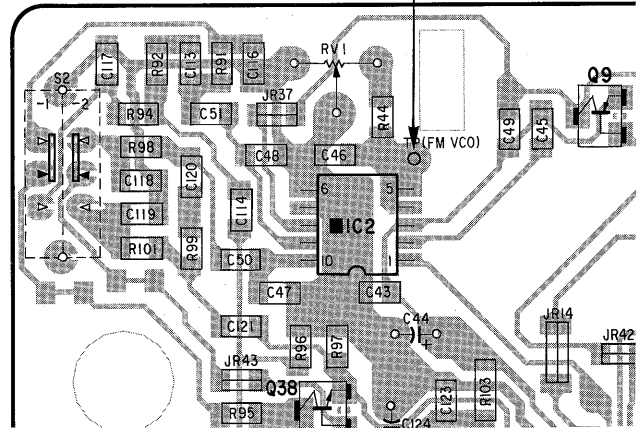 RV1
C117
R92
C113
R91
C116
S2
~1
~2
Q9
R94
C51
JR37
R44
TP(FM VCO)
C49
C45
R98
C48
C46
C118
C120
6
5
C119
C114
IC2
R101
R99
C50
10
1
C47
C43
C121
C44
+
JR14
R96
R97
JR42
JR43
Q38
C123
R103
R95
C124